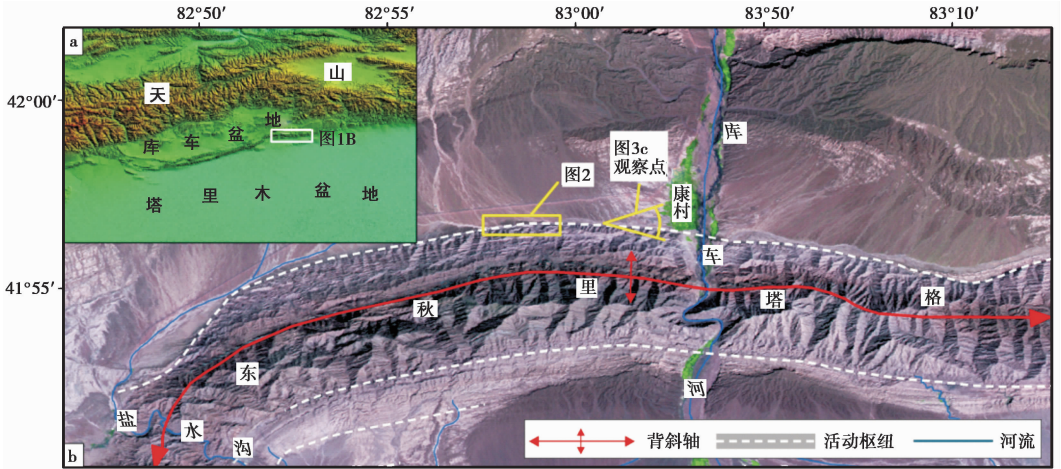 82°50′ 82°55′ 83°00′ 83°50′ 83°10′
42°00′
41°55′
a
天 山
库 车 盆 地
图1B
塔 里 木 盆 地
b
图2
图3c
观察点
康村
库 车 河
东 秋 里 塔 格
盐 水 沟
背斜轴 活动枢纽 河流